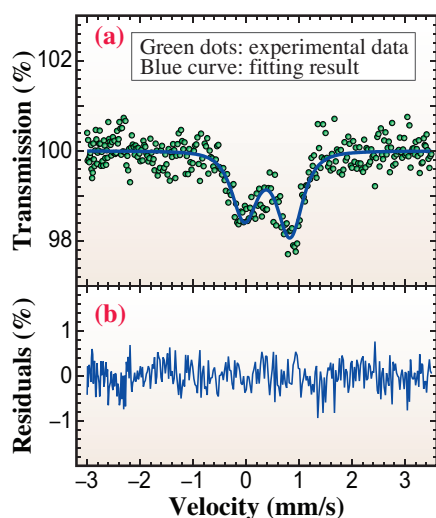 (a)
Green dots: experimental data
Blue curve: fitting result
Transmission (%)
102
100
98
(b)
Residuals (%)
1
0
−1
−3 −2 −1 0 1 2 3
Velocity (mm/s)